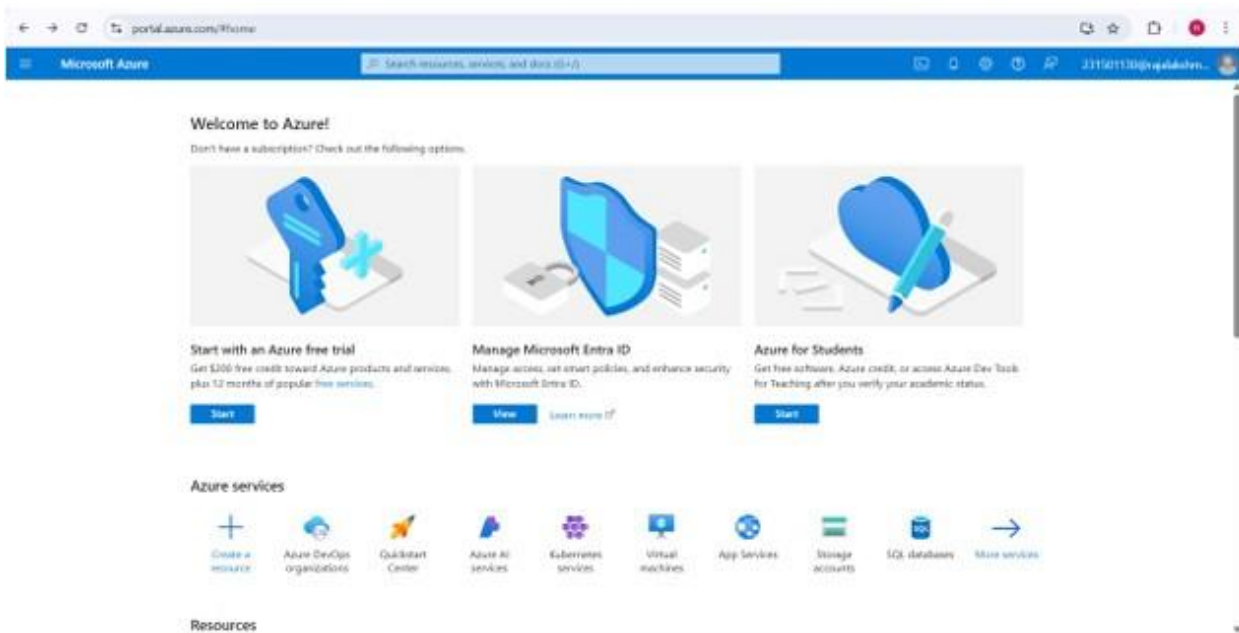 portal.azure.com/#home
Microsoft Azure
Search resources, services, and docs (G+/)
Welcome to Azure!
Don't have a subscription? Check out the following options.
Start with an Azure free trial
Get $200 free credit toward Azure products and services, plus 12 months of popular free services.
Start
Manage Microsoft Entra ID
Manage access, set smart policies, and enhance security with Microsoft Entra ID.
View
Learn more
Azure for Students
Get free software, Azure credit, or access Azure Dev Tools for Teaching after you verify your academic status.
Start
Azure services
Create a resource
Azure DevOps organizations
Quickstart Center
Azure AI services
Kubernetes services
Virtual machines
App Services
Storage accounts
SQL databases
More services
Resources